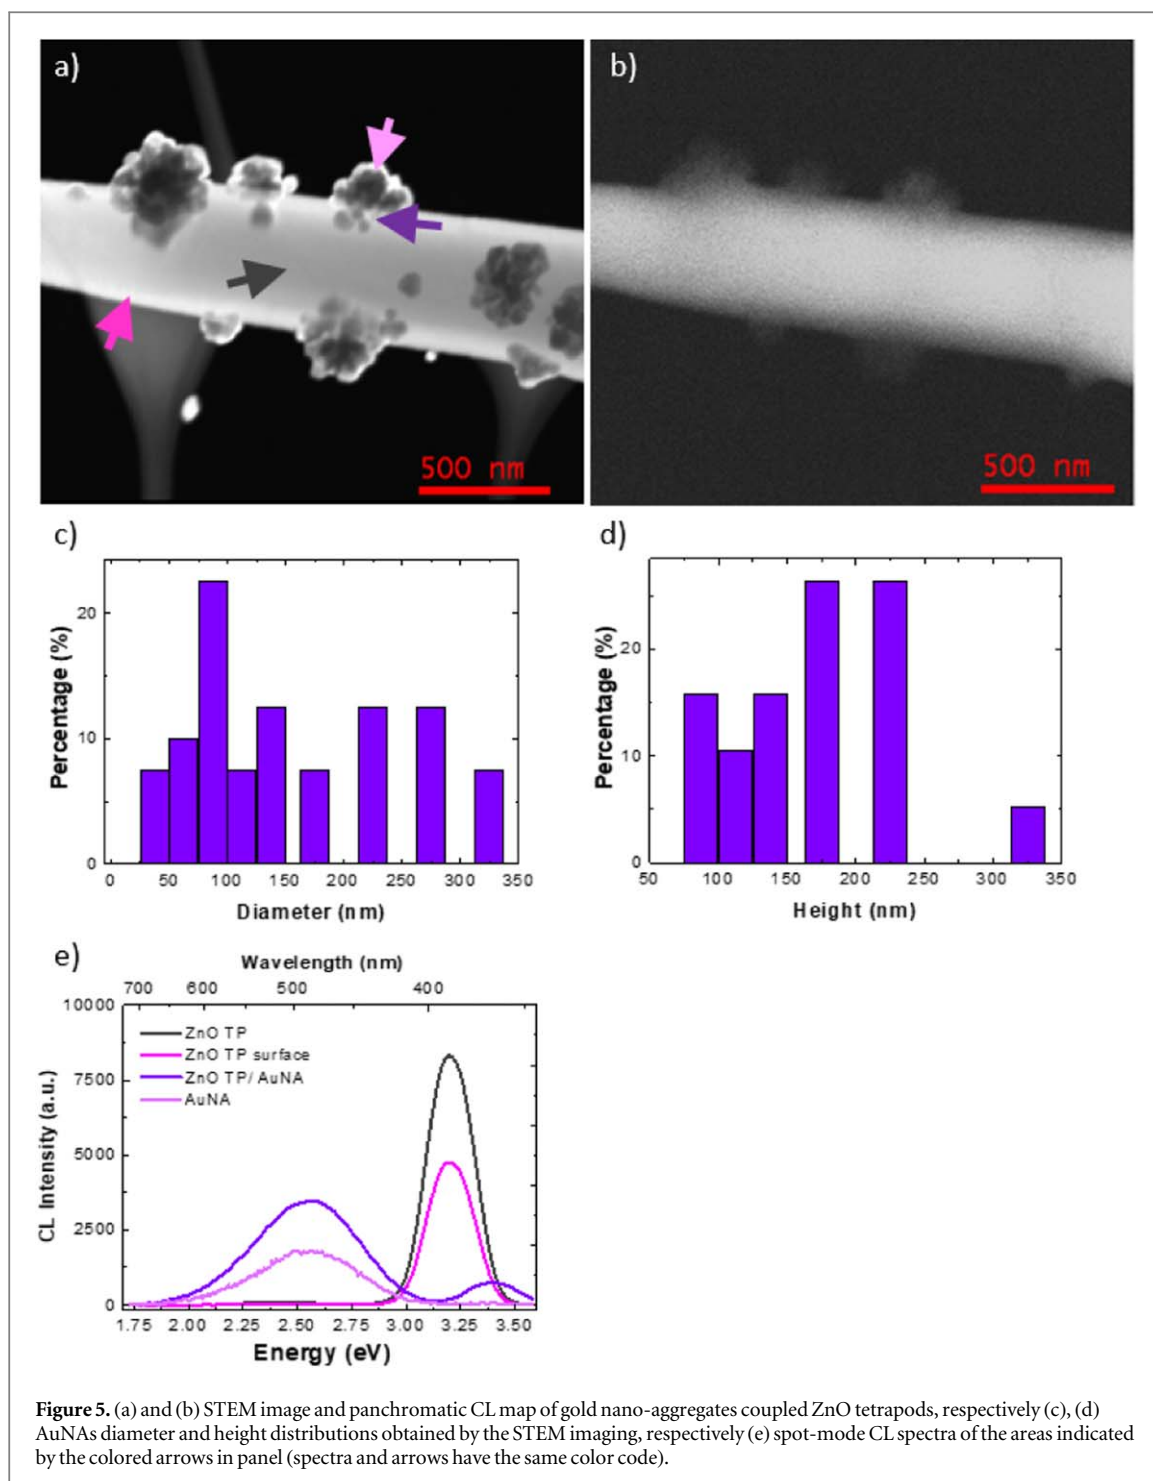 a)
b)
500 nm
500 nm
c)
d)
Percentage (%)
20
10
0
0 50 100 150 200 250 300 350
Diameter (nm)
Percentage (%)
20
10
0
50 100 150 200 250 300 350
Height (nm)
e)
Wavelength (nm)
700 600 500 400
CL Intensity (a.u.)
10000
7500
5000
2500
0
ZnO TP
ZnO TP surface
ZnO TP/ AuNA
AuNA
1.75 2.00 2.25 2.50 2.75 3.00 3.25 3.50
Energy (eV)
Figure 5. (a) and (b) STEM image and panchromatic CL map of gold nano-aggregates coupled ZnO tetrapods, respectively (c), (d)
AuNAs diameter and height distributions obtained by the STEM imaging, respectively (e) spot-mode CL spectra of the areas indicated
by the colored arrows in panel (spectra and arrows have the same color code).